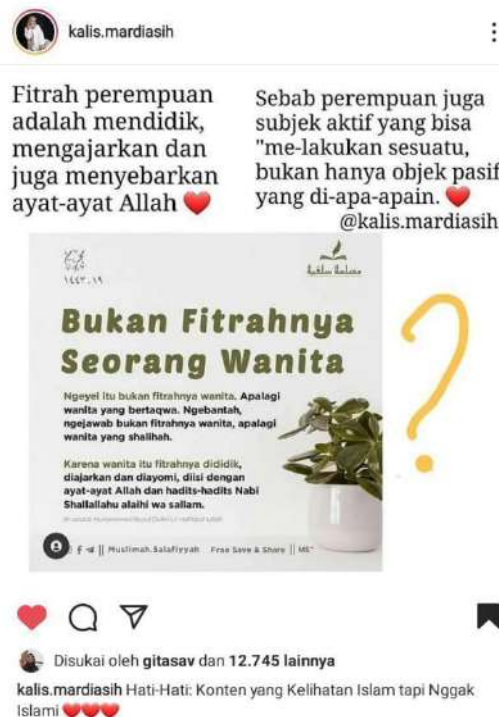 kalis.mardiasih
Fitrah perempuan
adalah mendidik,
mengajarkan dan
juga menyebarkan
ayat-ayat Allah
Sebab perempuan juga
subjek aktif yang bisa
"me-lakukan sesuatu,
bukan hanya objek pasif
yang di-apa-apain.
@kalis.mardiasih
Bukan Fitrahnya
Seorang Wanita
Ngeyel itu bukan fitrahnya wanita. Apalagi
wanita yang bertaqwa. Ngebantah,
ngejawab bukan fitrahnya wanita, apalagi
wanita yang shalihah.
Karena wanita itu fitrahnya dididik,
diajarkan dan diayomi, diisi dengan
ayat-ayat Allah dan hadits-hadits Nabi
Shallallahu alaihi wa sallam.
|| Muslimah.Salafiyyah Free Save & Share ||
?
Disukai oleh gitasav dan 12.745 lainnya
kalis.mardiasih Hati-Hati: Konten yang Kelihatan Islam tapi Nggak
Islami